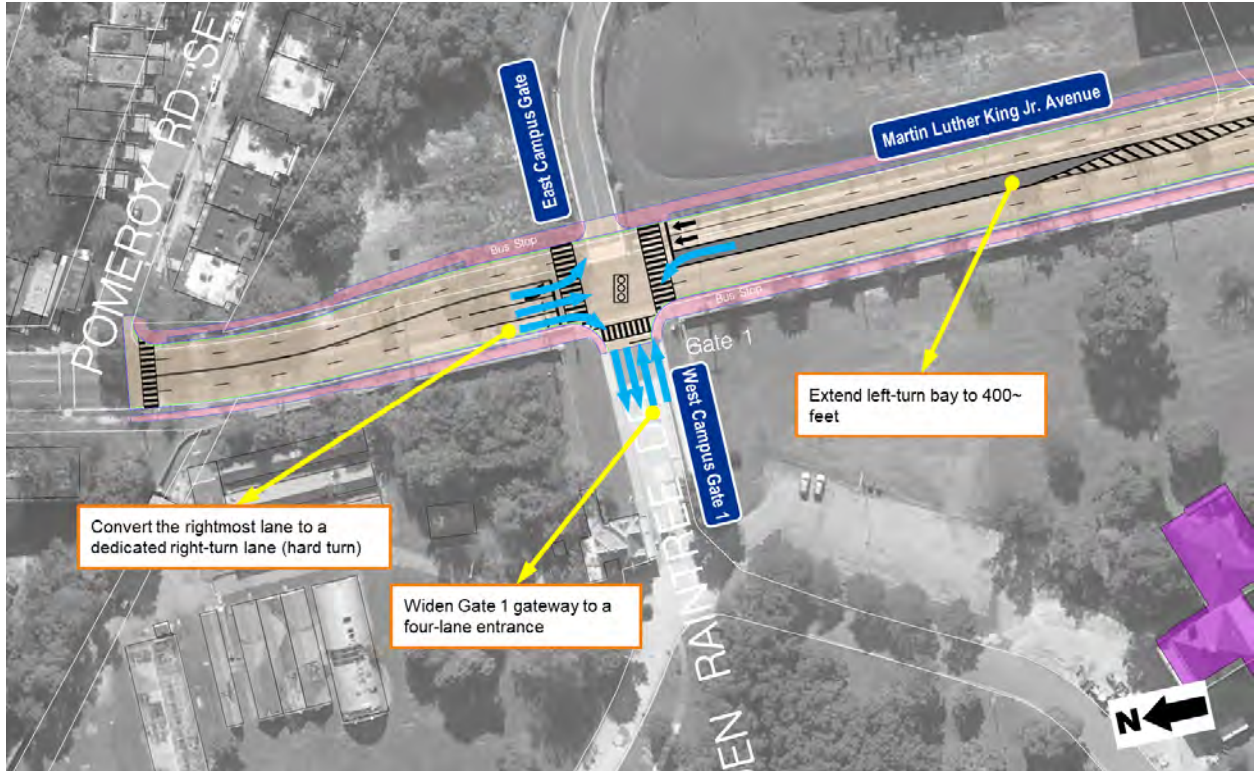 POMEROY RD. SE
East Campus Gate
Martin Luther King Jr. Avenue
Bus Stop
Bus Stop
Gate 1
West Campus Gate 1
Extend left-turn bay to 400~
feet
Convert the rightmost lane to a
dedicated right-turn lane (hard turn)
Widen Gate 1 gateway to a
four-lane entrance
RAINTREE
N